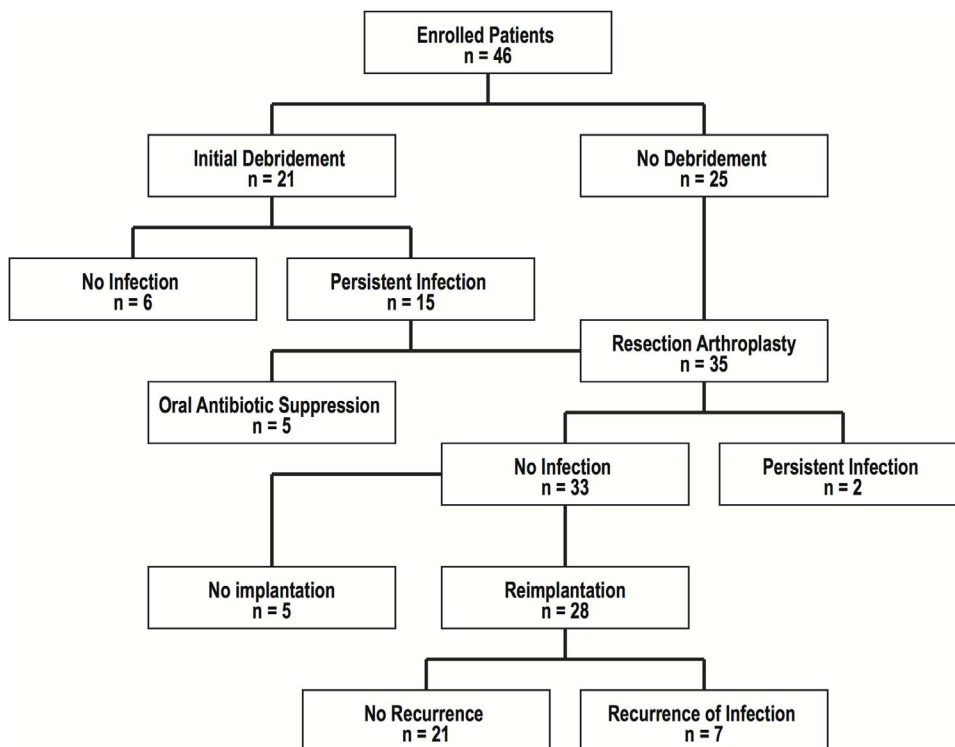 Enrolled Patients
n = 46
Initial Debridement
n = 21
No Debridement
n = 25
No Infection
n = 6
Persistent Infection
n = 15
Resection Arthroplasty
n = 35
Oral Antibiotic Suppression
n = 5
No Infection
n = 33
Persistent Infection
n = 2
No implantation
n = 5
Reimplantation
n = 28
No Recurrence
n = 21
Recurrence of Infection
n = 7